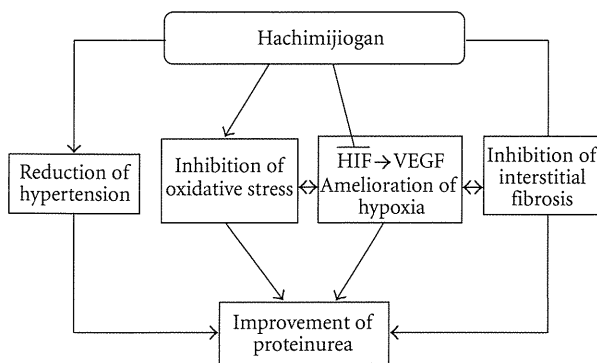 Hachimijiogan
Reduction of
hypertension
Inhibition of
oxidative stress
HIF → VEGF
Amelioration of
hypoxia
Inhibition of
interstitial
fibrosis
Improvement of
proteinurea